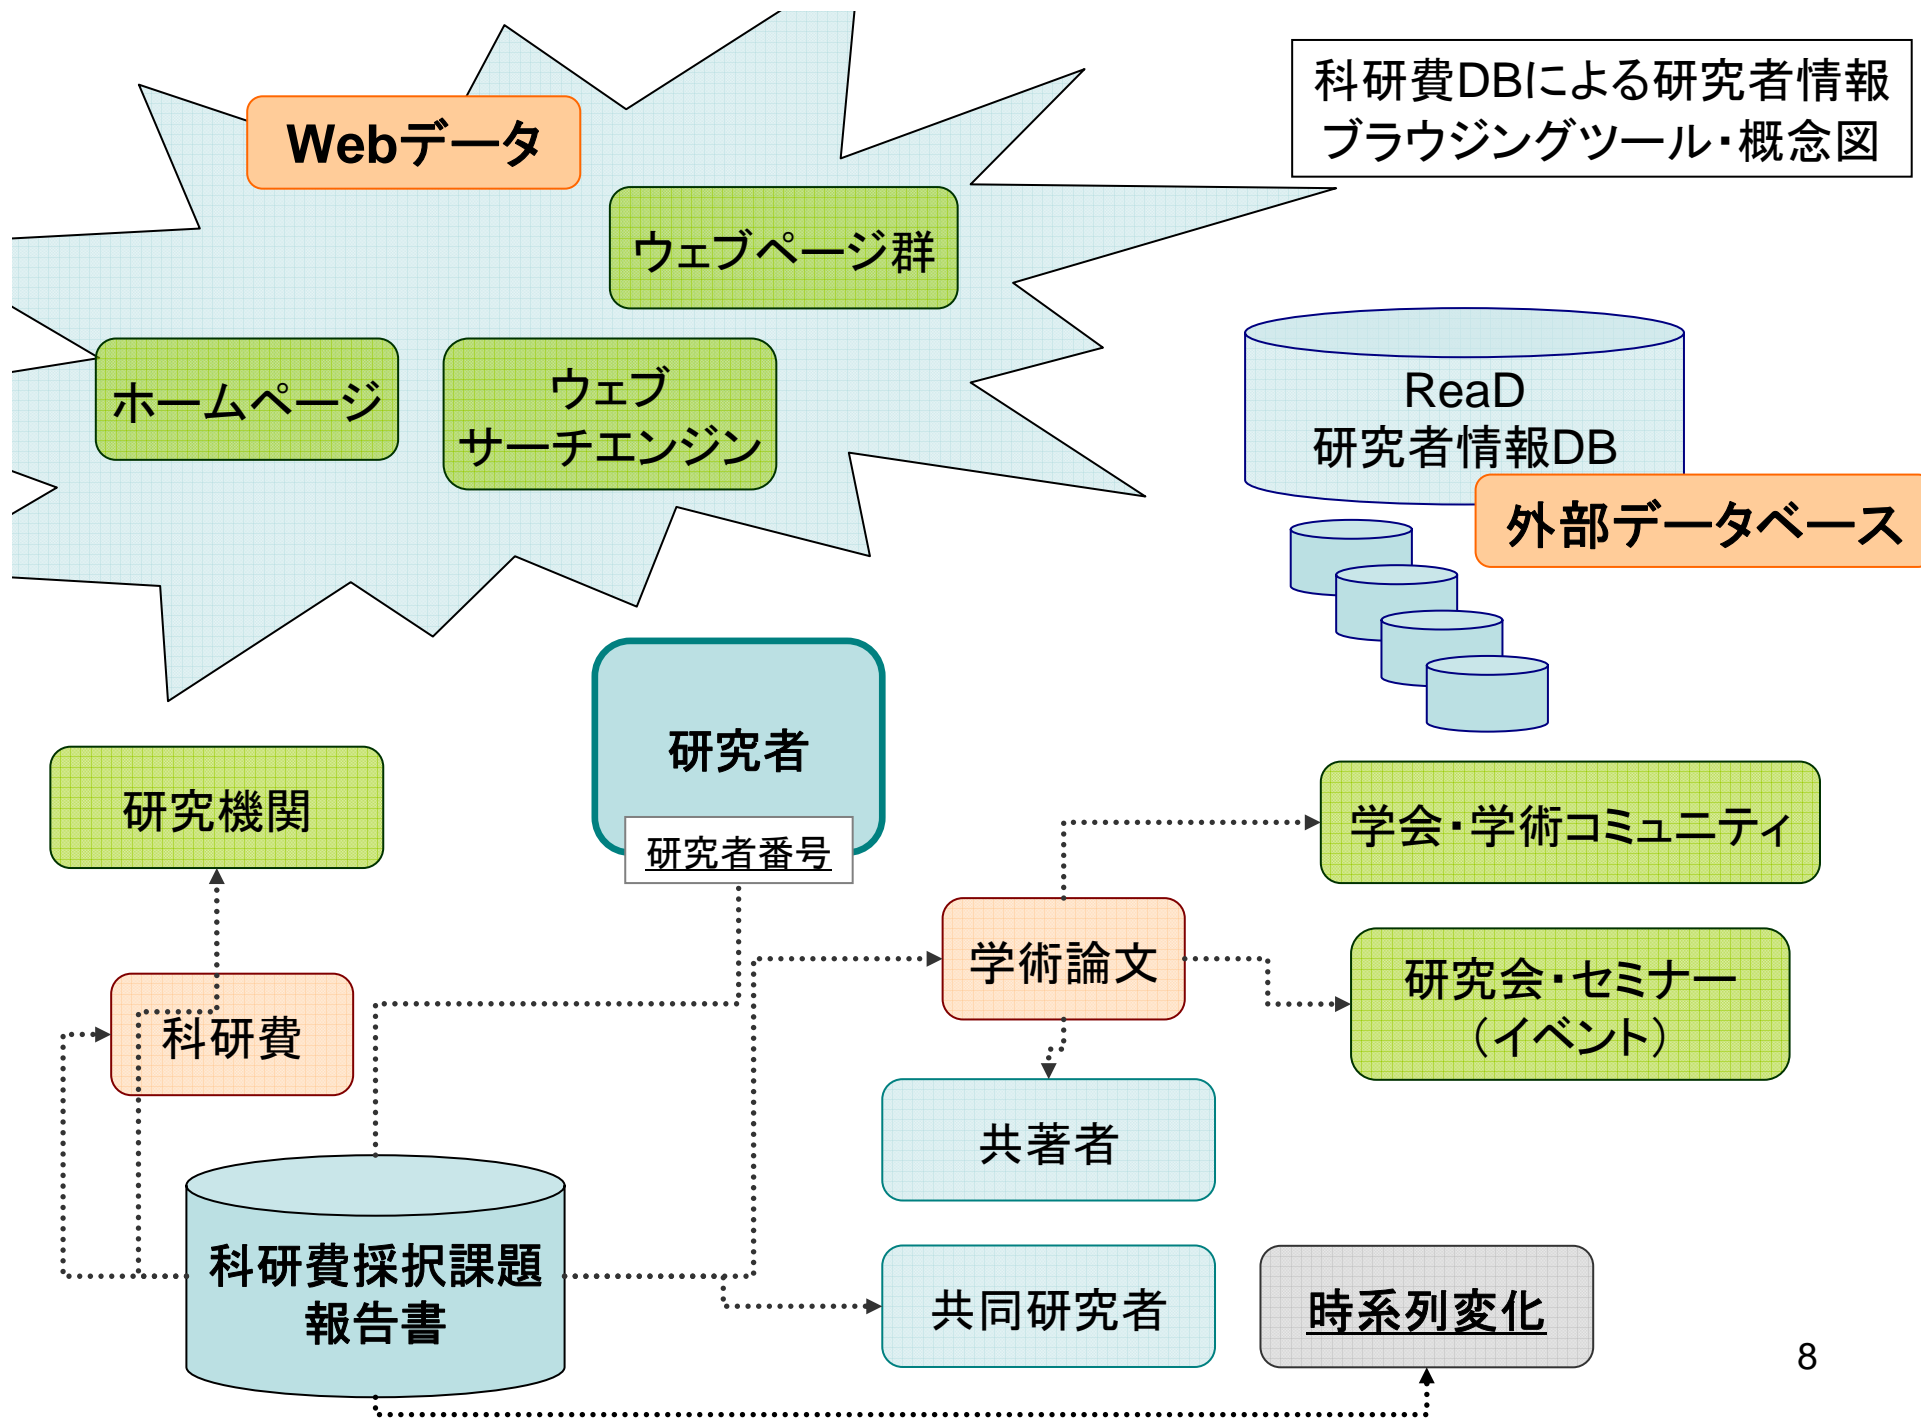 科研費DBによる研究者情報
ブラウジングツール・概念図
Webデータ
ウェブページ群
ホームページ
ウェブ
サーチエンジン
ReaD
研究者情報DB
外部データベース
研究者
研究者番号
研究機関
学会・学術コミュニティ
学術論文
研究会・セミナー
（イベント）
科研費
共著者
科研費採択課題
報告書
共同研究者
時系列変化
8